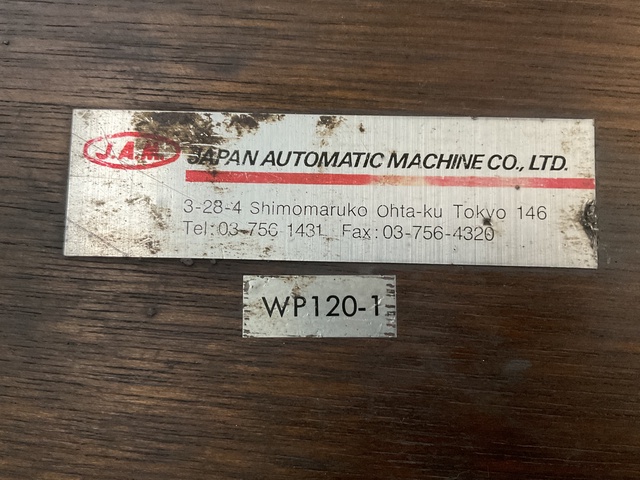 J.A.M.
JAPAN AUTOMATIC MACHINE CO., LTD.
3-28-4 Shimomaruko Ohta-ku Tokyo 146
Tel: 03-756 1431 Fax: 03-756-4320
WP120-1